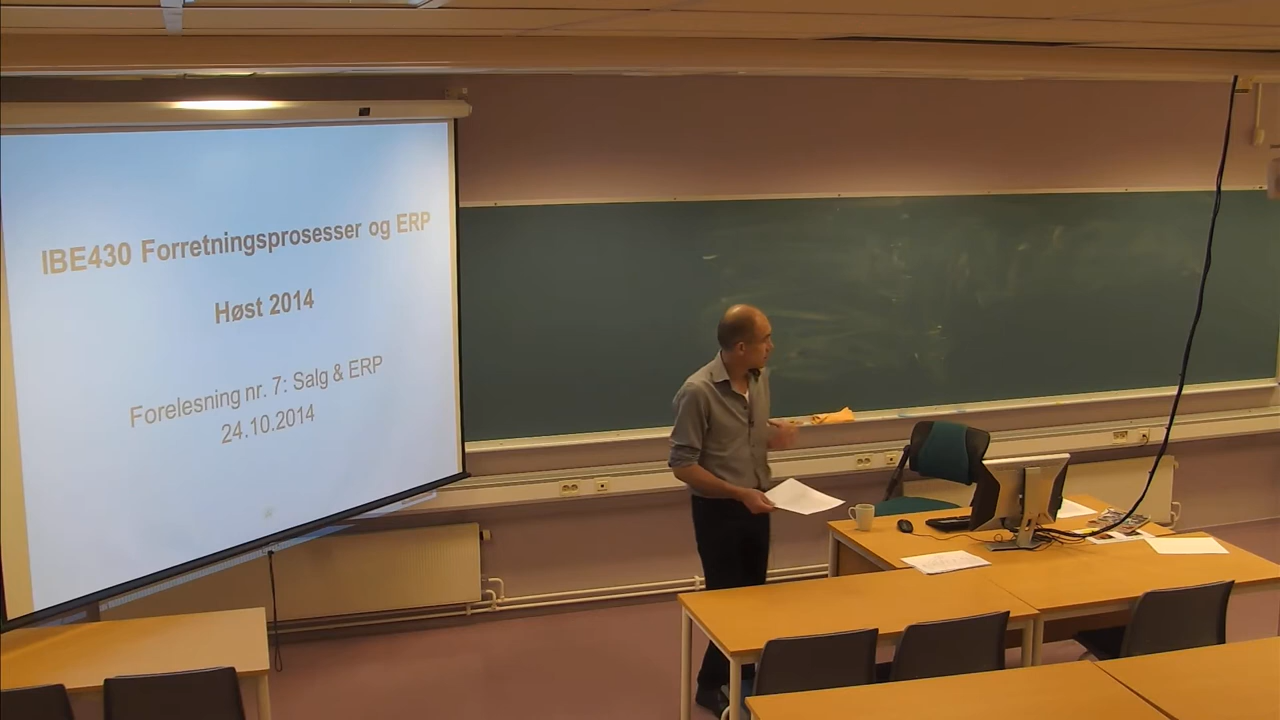 IBE430 Forretningsprosesser og ERP
Høst 2014
Forelesning nr. 7: Salg & ERP
24.10.2014